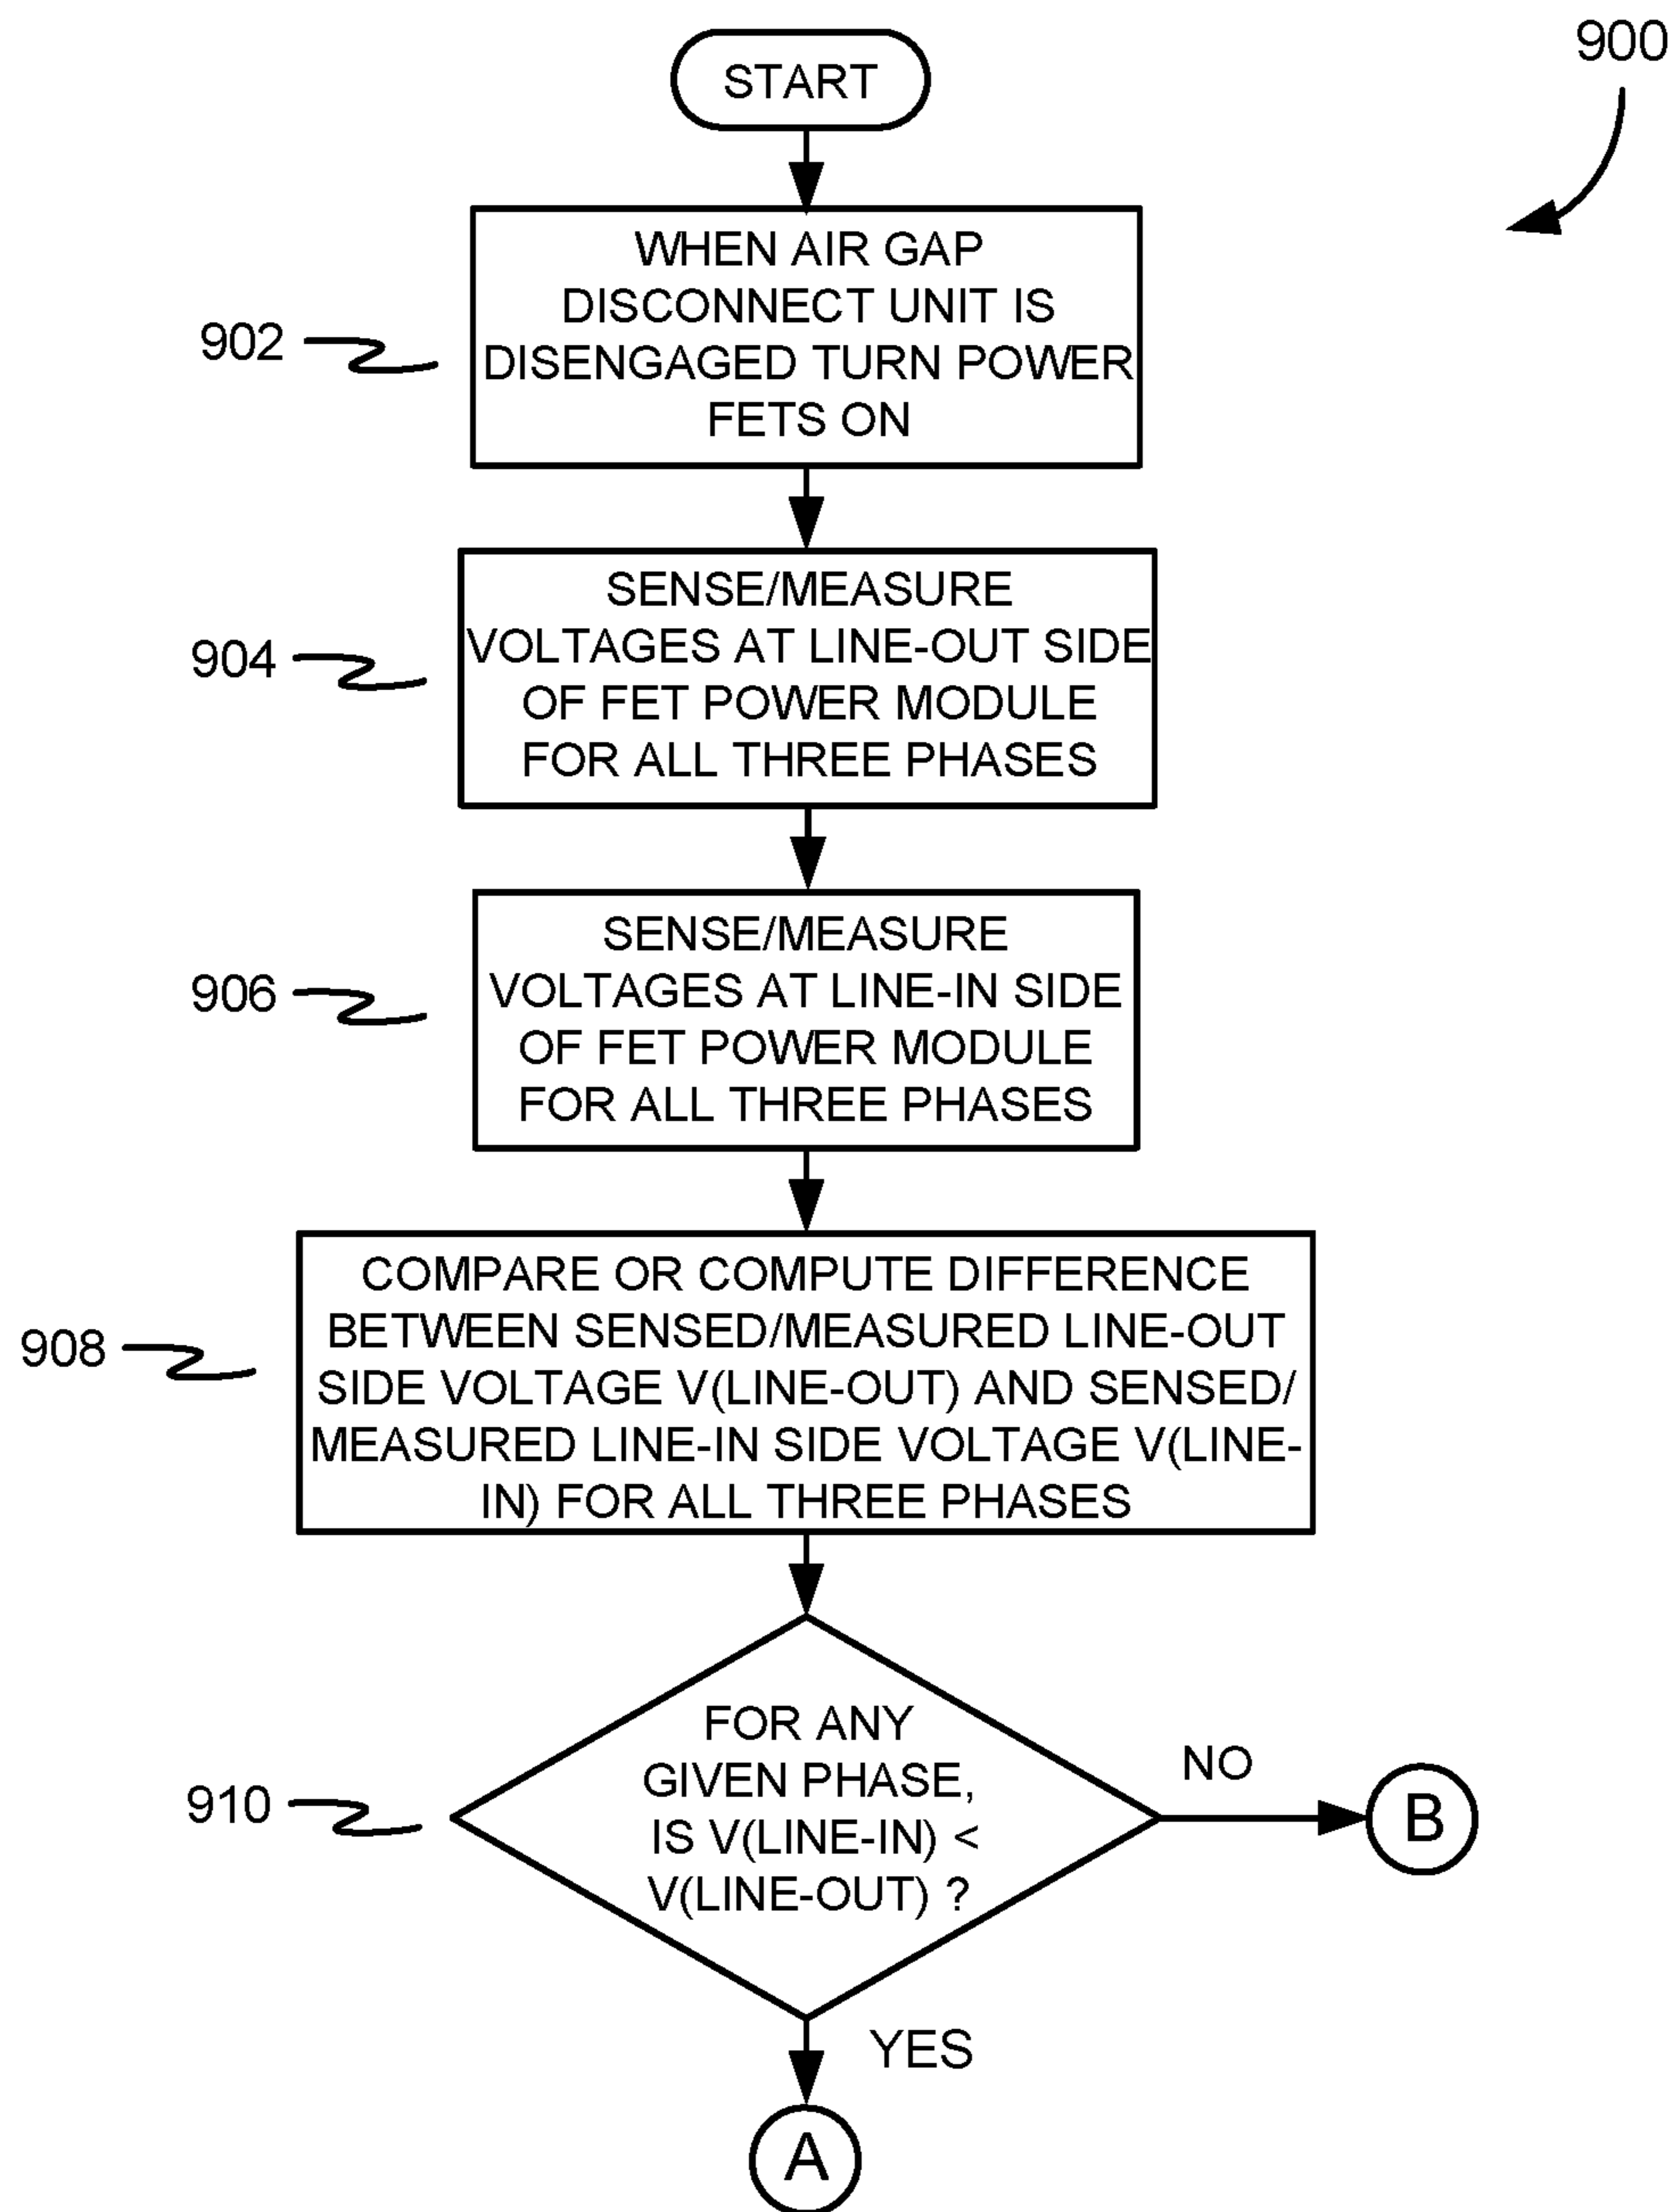 900
START
WHEN AIR GAP
DISCONNECT UNIT IS
DISENGAGED TURN POWER
FETS ON
902
SENSE/MEASURE
VOLTAGES AT LINE-OUT SIDE
OF FET POWER MODULE
FOR ALL THREE PHASES
904
SENSE/MEASURE
VOLTAGES AT LINE-IN SIDE
OF FET POWER MODULE
FOR ALL THREE PHASES
906
COMPARE OR COMPUTE DIFFERENCE
BETWEEN SENSED/MEASURED LINE-OUT
SIDE VOLTAGE V(LINE-OUT) AND SENSED/
MEASURED LINE-IN SIDE VOLTAGE V(LINE-
IN) FOR ALL THREE PHASES
908
FOR ANY
GIVEN PHASE,
IS V(LINE-IN) <
V(LINE-OUT) ?
910
NO
B
YES
A